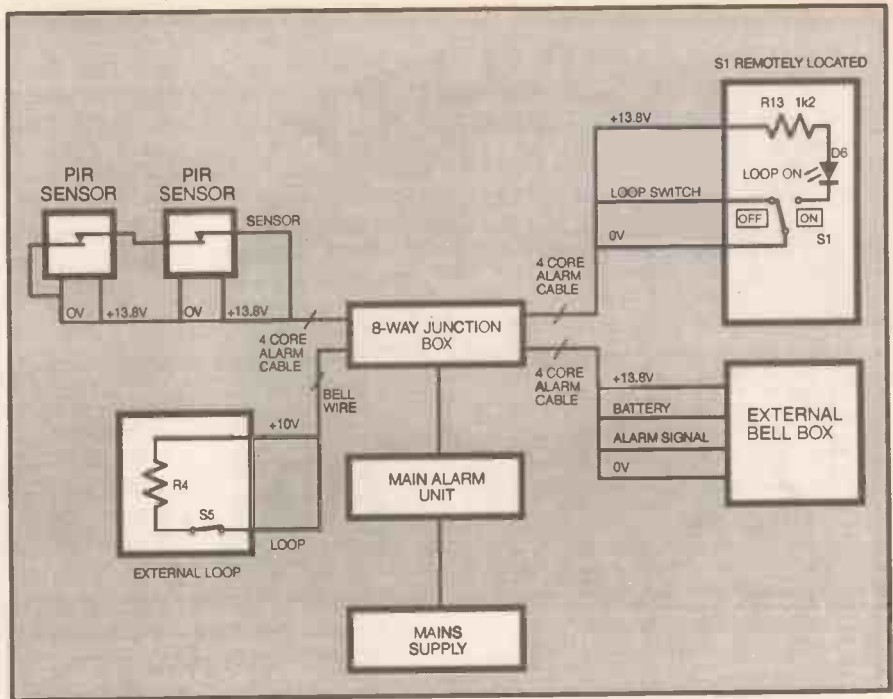 S1 REMOTELY LOCATED
R13 1k2
+13.8V
D6
LOOP ON
LOOP SWITCH
OFF
ON
0V
S1
4 CORE
ALARM
CABLE
PIR
SENSOR
PIR
SENSOR
SENSOR
0V
+13.8V
0V
+13.8V
4 CORE
ALARM
CABLE
8-WAY JUNCTION
BOX
4 CORE
ALARM
CABLE
BELL
WIRE
+10V
R4
S5
LOOP
EXTERNAL LOOP
MAIN ALARM
UNIT
MAINS
SUPPLY
+13.8V
BATTERY
ALARM SIGNAL
0V
EXTERNAL
BELL BOX